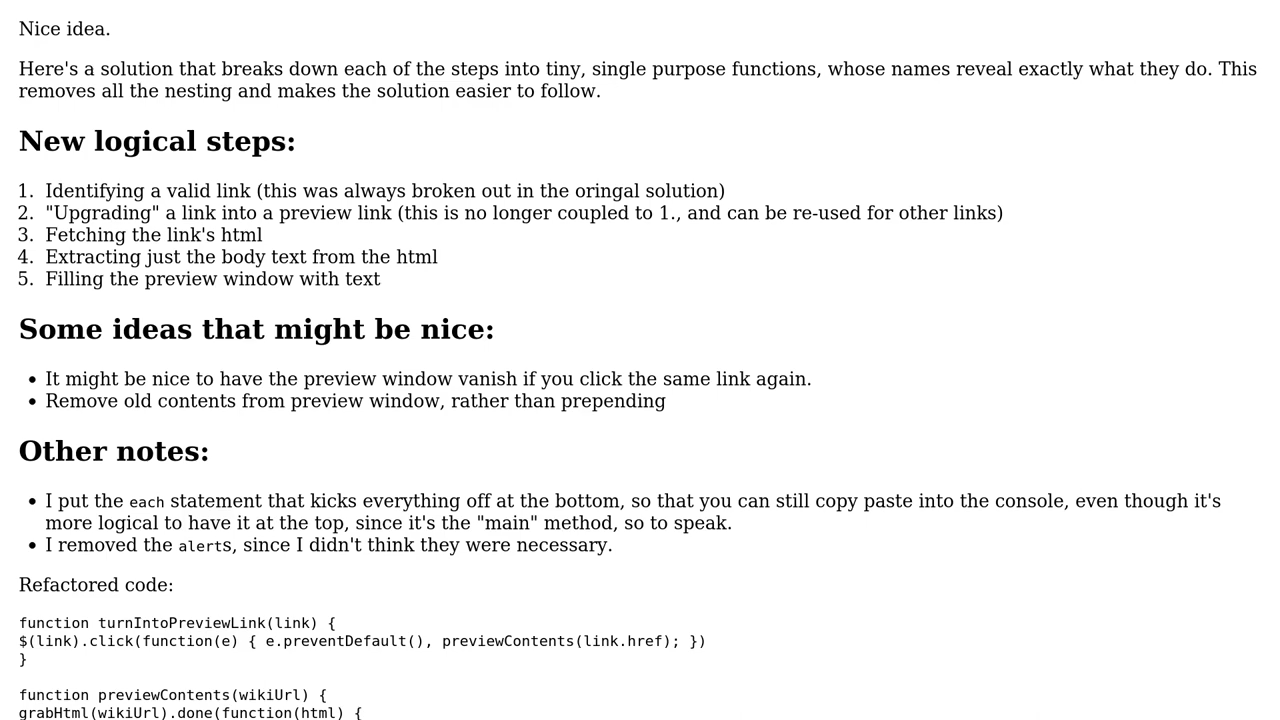 Nice idea.
Here's a solution that breaks down each of the steps into tiny, single purpose functions, whose names reveal exactly what they do. This
removes all the nesting and makes the solution easier to follow.
New logical steps:
1. Identifying a valid link (this was always broken out in the oringal solution)
2. "Upgrading" a link into a preview link (this is no longer coupled to 1., and can be re-used for other links)
3. Fetching the link's html
4. Extracting just the body text from the html
5. Filling the preview window with text
Some ideas that might be nice:
• It might be nice to have the preview window vanish if you click the same link again.
• Remove old contents from preview window, rather than prepending
Other notes:
• I put the each statement that kicks everything off at the bottom, so that you can still copy paste into the console, even though it's
more logical to have it at the top, since it's the "main" method, so to speak.
• I removed the alerts, since I didn't think they were necessary.
Refactored code:
function turnIntoPreviewLink(link) {
$(link).click(function(e) { e.preventDefault(), previewContents(link.href); })
}
function previewContents(wikiUrl) {
grabHtml(wikiUrl).done(function(html) {